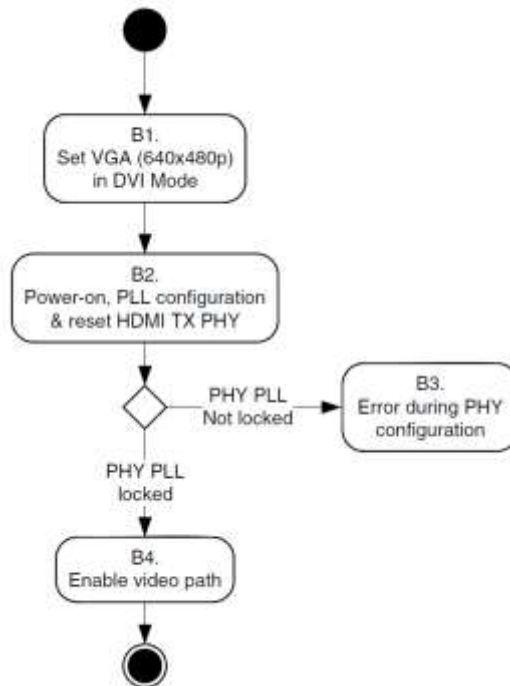 B1.
Set VGA (640x480p)
in DVI Mode
B2.
Power-on, PLL configuration
& reset HDMI TX PHY
PHY PLL
Not locked
B3.
Error during PHY
configuration
PHY PLL
locked
B4.
Enable video path